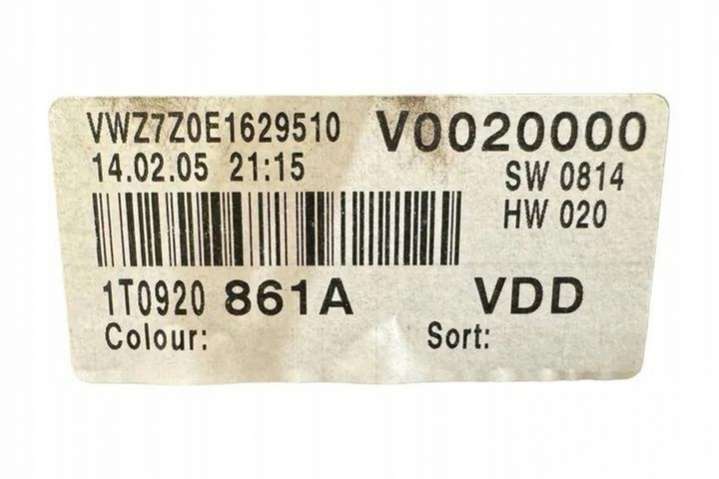 VWZ7Z0E1629510 V0020000
14.02.05 21:15 SW 0814
HW 020
1T0920 861A VDD
Colour: Sort: